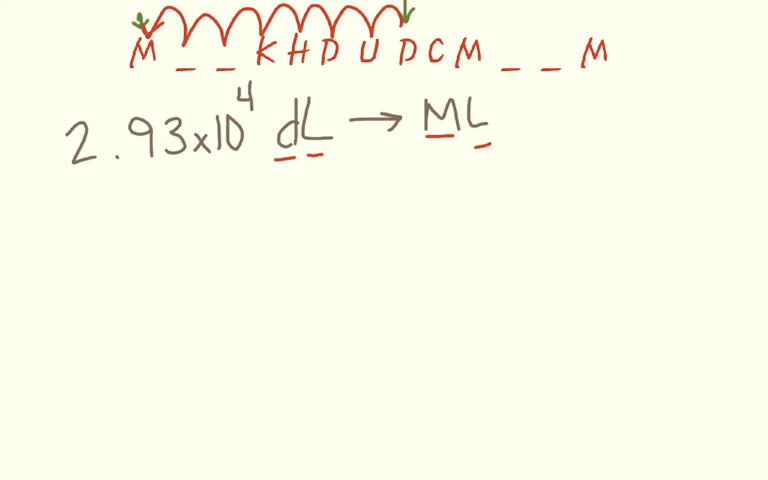 M _ _ K H D U D C M _ _ M
2.93x10⁴ dL → ML